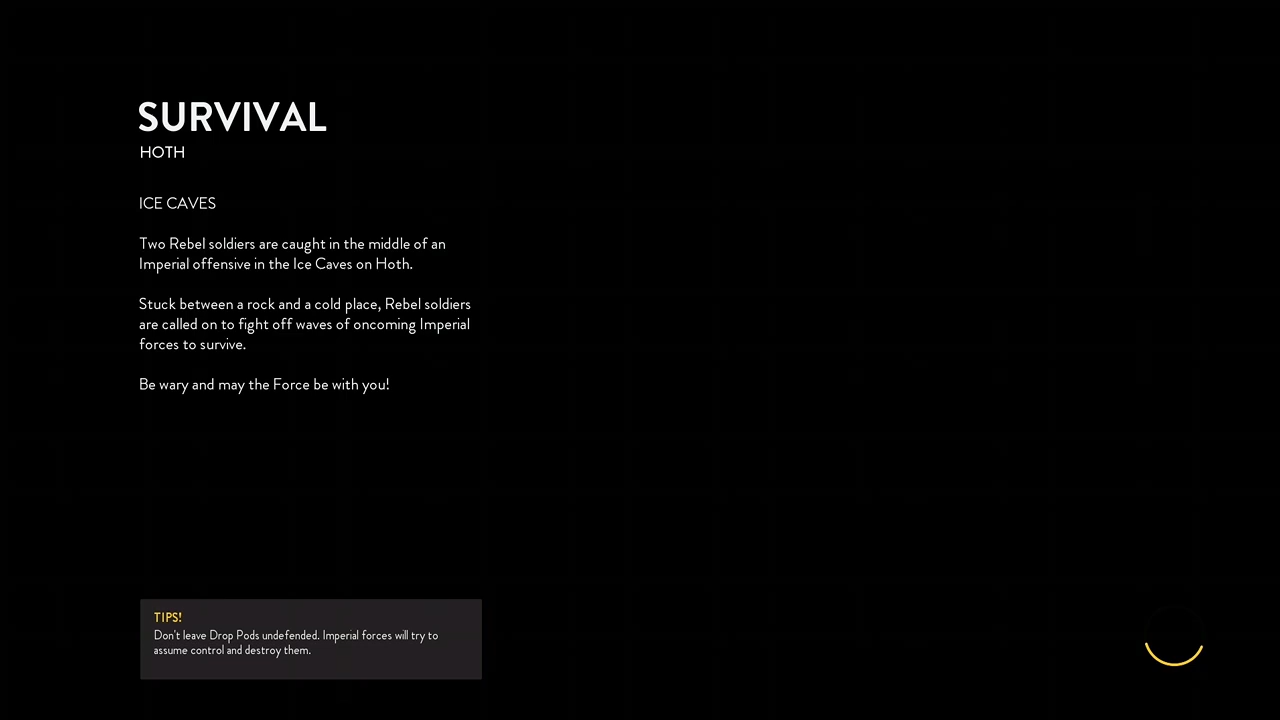 SURVIVAL
HOTH
ICE CAVES
Two Rebel soldiers are caught in the middle of an
Imperial offensive in the Ice Caves on Hoth.
Stuck between a rock and a cold place, Rebel soldiers
are called on to fight off waves of oncoming Imperial
forces to survive.
Be wary and may the Force be with you!
TIPS!
Don't leave Drop Pods undefended. Imperial forces will try to
assume control and destroy them.